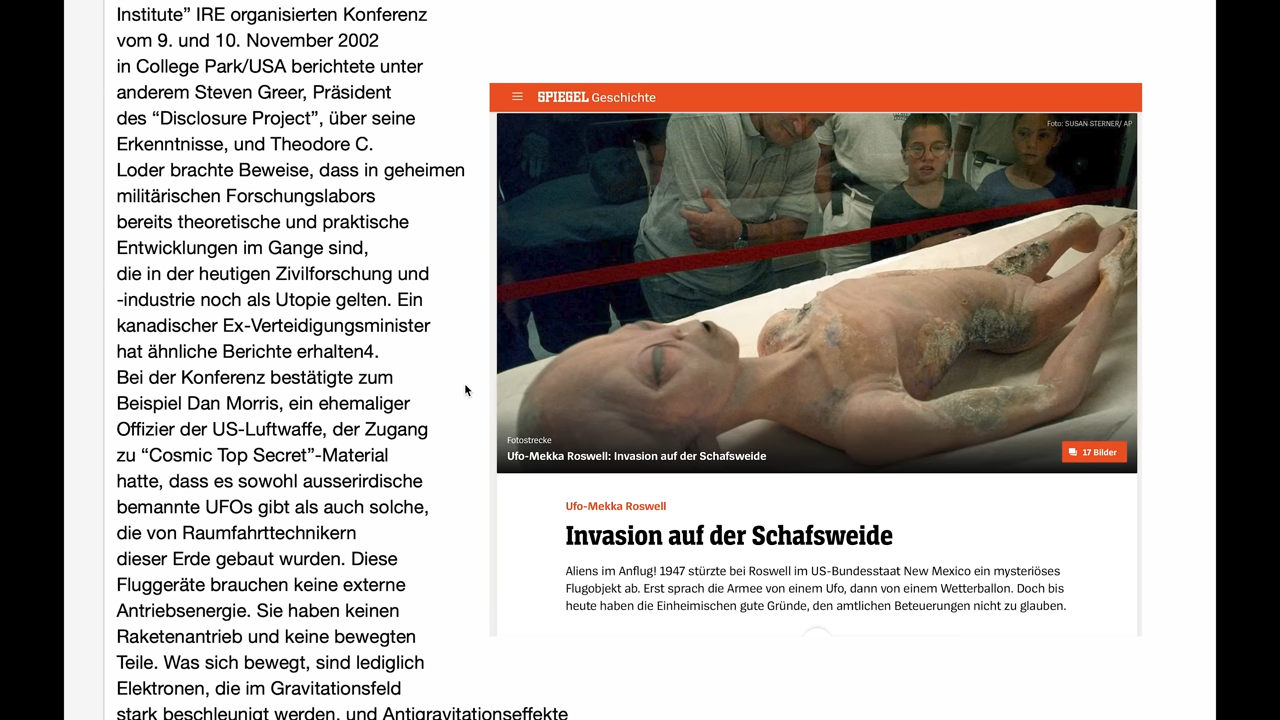 Institute” IRE organisierten Konferenz
vom 9. und 10. November 2002
in College Park/USA berichtete unter
anderem Steven Greer, Präsident
des “Disclosure Project”, über seine
Erkenntnisse, und Theodore C.
Loder brachte Beweise, dass in geheimen
militärischen Forschungslabors
bereits theoretische und praktische
Entwicklungen im Gange sind,
die in der heutigen Zivilforschung und
-industrie noch als Utopie gelten. Ein
kanadischer Ex-Verteidigungsminister
hat ähnliche Berichte erhalten4.
Bei der Konferenz bestätigte zum
Beispiel Dan Morris, ein ehemaliger
Offizier der US-Luftwaffe, der Zugang
zu “Cosmic Top Secret”-Material
hatte, dass es sowohl ausserirdische
bemannte UFOs gibt als auch solche,
die von Raumfahrttechnikern
dieser Erde gebaut wurden. Diese
Fluggeräte brauchen keine externe
Antriebsenergie. Sie haben keinen
Raketenantrieb und keine bewegten
Teile. Was sich bewegt, sind lediglich
Elektronen, die im Gravitationsfeld
stark beschleunigt werden, und Antigravitationseffekte
SPIEGEL Geschichte
Foto: SUSAN STERNER/ AP
Fotostrecke
Ufo-Mekka Roswell: Invasion auf der Schafsweide
17 Bilder
Ufo-Mekka Roswell
Invasion auf der Schafsweide
Aliens im Anflug! 1947 stürzte bei Roswell im US-Bundesstaat New Mexico ein mysteriöses
Flugobjekt ab. Erst sprach die Armee von einem Ufo, dann von einem Wetterballon. Doch bis
heute haben die Einheimischen gute Gründe, den amtlichen Beteuerungen nicht zu glauben.